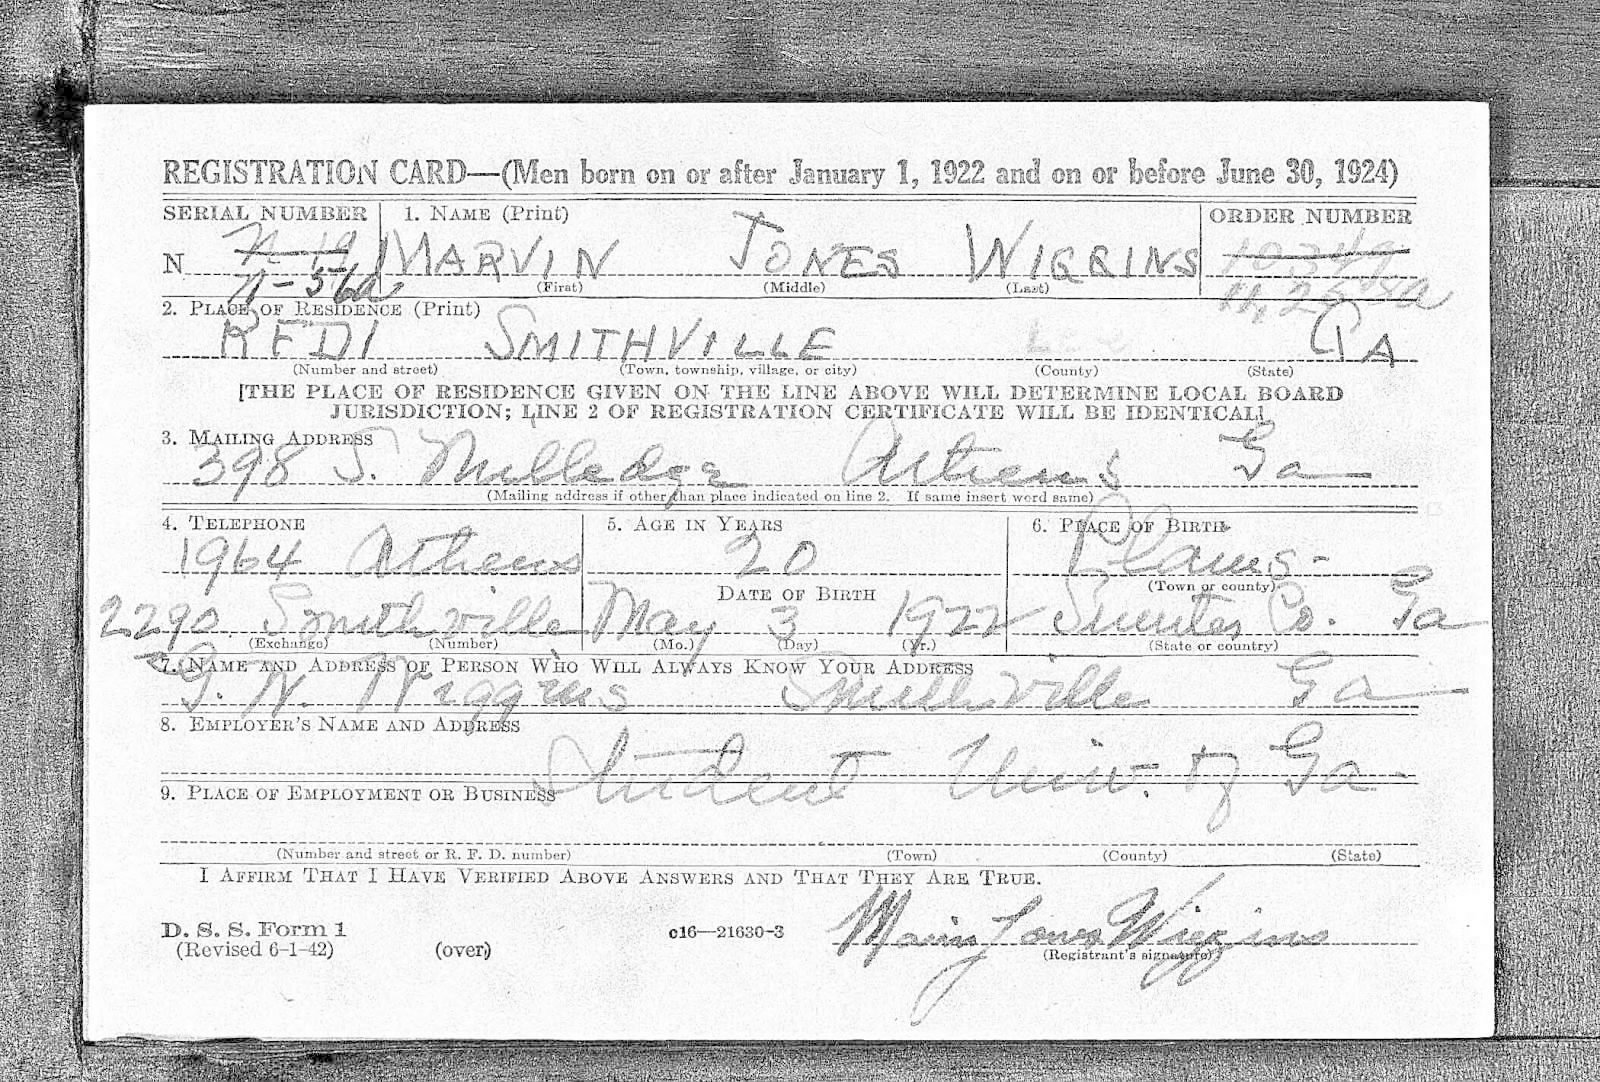 REGISTRATION CARD—(Men born on or after January 1, 1922 and on or before June 30, 1924)
SERIAL NUMBER 1. NAME (Print) ORDER NUMBER
N N-19 MARVIN JONES WIGGINS 10349
N-56a (First) (Middle) (Last)
2. PLACE OF RESIDENCE (Print)
RFD1 SMITHVILLE Lee GA
(Number and street) (Town, township, village, or city) (County) (State)
[THE PLACE OF RESIDENCE GIVEN ON THE LINE ABOVE WILL DETERMINE LOCAL BOARD
JURISDICTION; LINE 2 OF REGISTRATION CERTIFICATE WILL BE IDENTICAL]
3. MAILING ADDRESS
398 S. Milledge Athens Ga
(Mailing address if other than place indicated on line 2. If same insert word same)
4. TELEPHONE 5. AGE IN YEARS 6. PLACE OF BIRTH
1964 Athens 20 Plains-
DATE OF BIRTH (Town or county)
2290 Smithville May 3 1922 Sumter Co. Ga
(Exchange) (Number) (Mo.) (Day) (Yr.) (State or country)
7. NAME AND ADDRESS OF PERSON WHO WILL ALWAYS KNOW YOUR ADDRESS
G. N. Wiggins Smithville Ga
8. EMPLOYER'S NAME AND ADDRESS
Student Univ. of Ga-
9. PLACE OF EMPLOYMENT OR BUSINESS
(Number and street or R. F. D. number) (Town) (County) (State)
I AFFIRM THAT I HAVE VERIFIED ABOVE ANSWERS AND THAT THEY ARE TRUE.
D. S. S. Form 1 c16—21630-3 Marvin Jones Wiggins
(Revised 6-1-42) (over) (Registrant's signature)